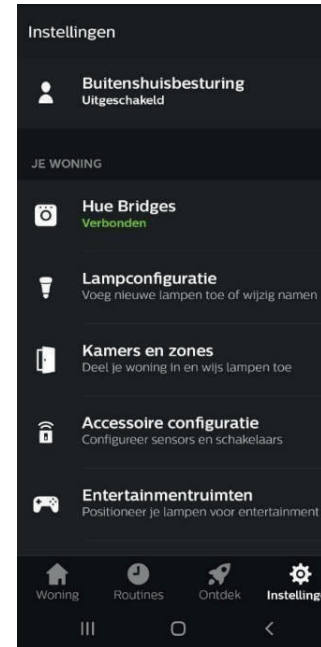 Instellingen
Buitenshuisbesturing
Uitgeschakeld
JE WONING
Hue Bridges
Verbonden
Lampconfiguratie
Voeg nieuwe lampen toe of wijzig namen
Kamers en zones
Deel je woning in en wijs lampen toe
Accessoire configuratie
Configureer sensors en schakelaars
Entertainmentruimten
Positioneer je lampen voor entertainment
Woning Routines Ontdek Instellinge